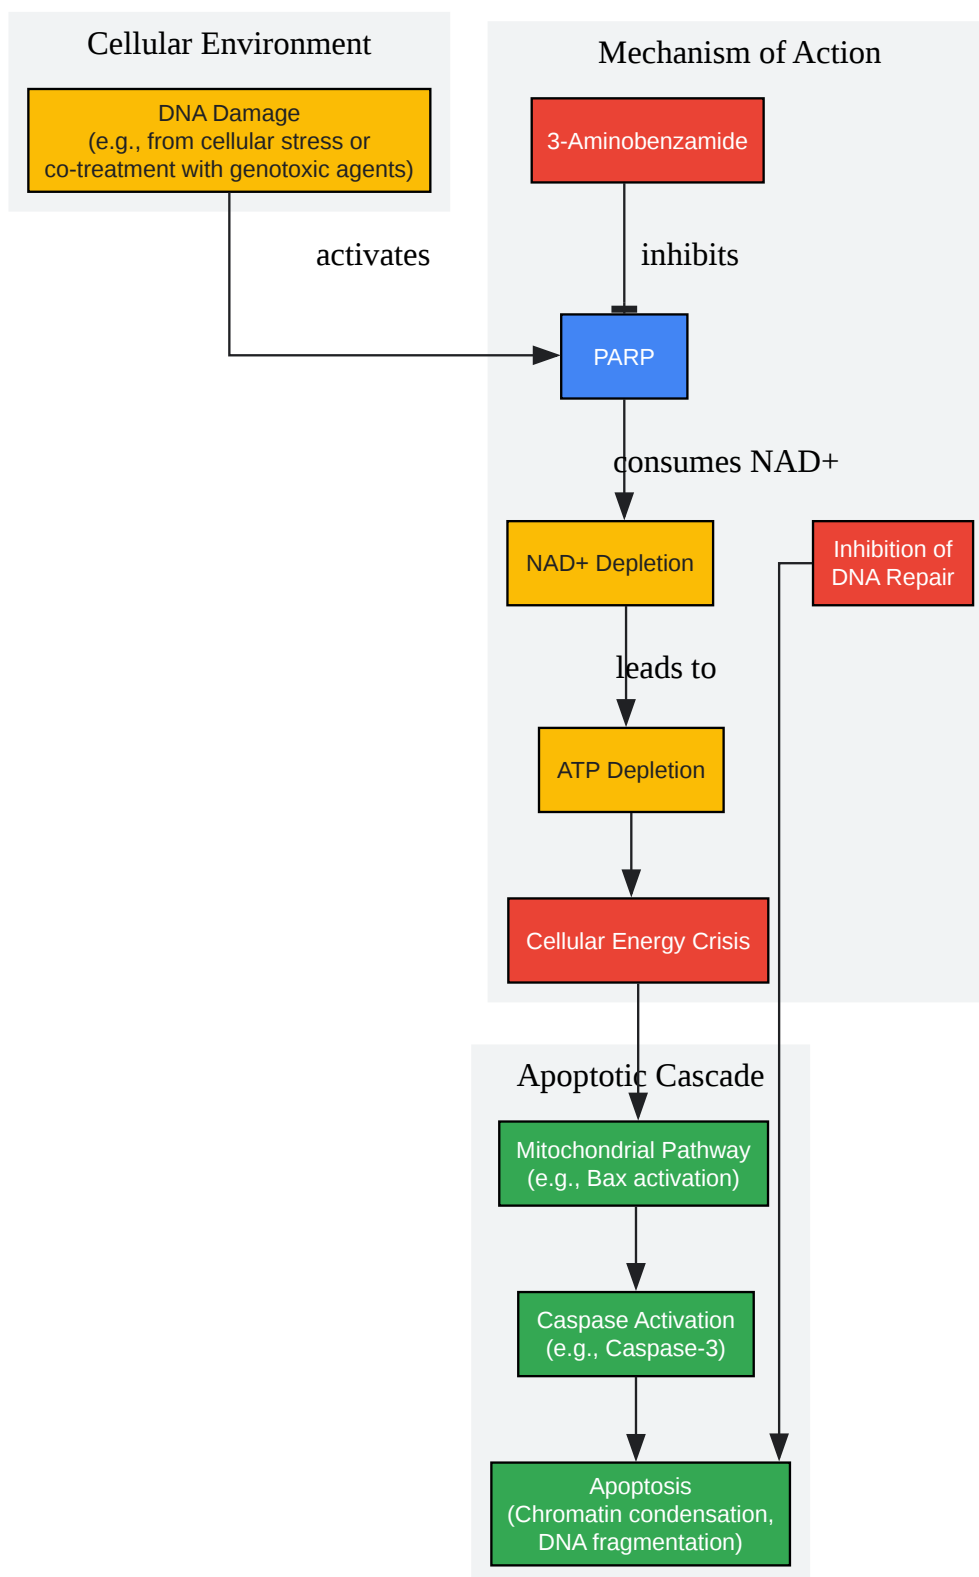 Cellular Environment
DNA Damage
(e.g., from cellular stress or
co-treatment with genotoxic agents)
Mechanism of Action
3-Aminobenzamide
activates
inhibits
PARP
consumes NAD+
NAD+ Depletion
Inhibition of
DNA Repair
leads to
ATP Depletion
Cellular Energy Crisis
Apoptotic Cascade
Mitochondrial Pathway
(e.g., Bax activation)
Caspase Activation
(e.g., Caspase-3)
Apoptosis
(Chromatin condensation,
DNA fragmentation)